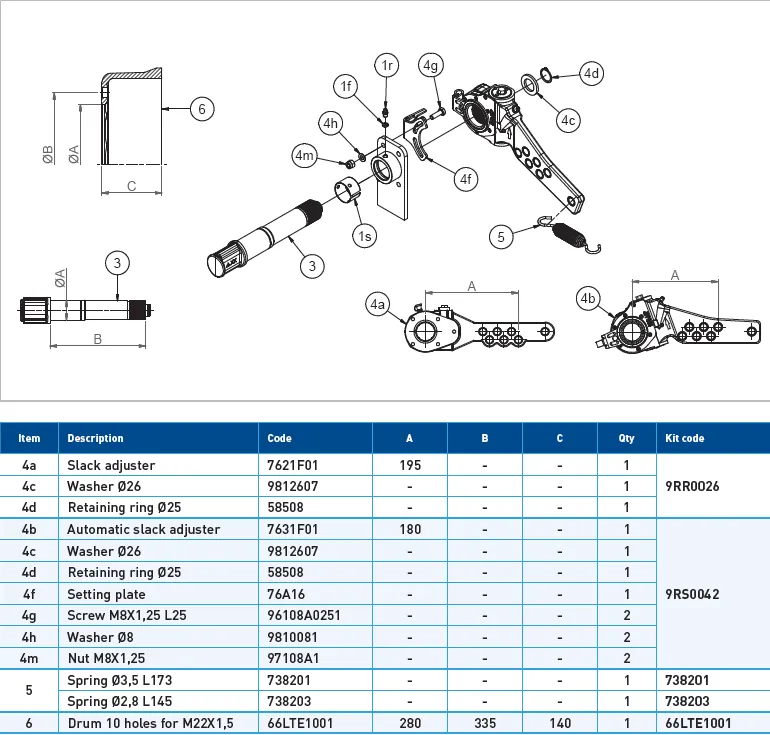 1r
4g
4d
1f
6
4c
4h
ØB
ØA
4m
4f
C
1s
5
3
3
ØA
A
A
4a
4b
B
Item Description Code A B C Qty Kit code
4a Slack adjuster 7621F01 195 - - 1
4c Washer Ø26 9812607 - - - 1 9RR0026
4d Retaining ring Ø25 58508 - - - 1
4b Automatic slack adjuster 7631F01 180 - - 1
4c Washer Ø26 9812607 - - - 1
4d Retaining ring Ø25 58508 - - - 1
4f Setting plate 76A16 - - - 1 9RS0042
4g Screw M8X1,25 L25 96108A0251 - - - 2
4h Washer Ø8 9810081 - - - 2
4m Nut M8X1,25 97108A1 - - - 2
5 Spring Ø3,5 L173 738201 - - - 1 738201
Spring Ø2,8 L145 738203 - - - 1 738203
6 Drum 10 holes for M22X1,5 66LTE1001 280 335 140 1 66LTE1001